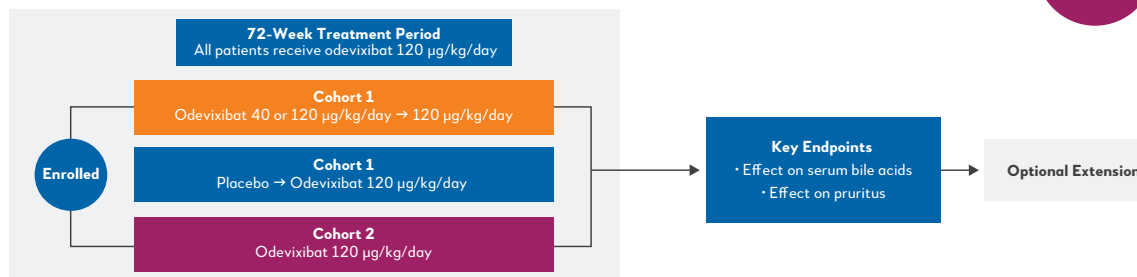 72-Week Treatment Period
All patients receive odevixibat 120 µg/kg/day
Cohort 1
Odevixibat 40 or 120 µg/kg/day → 120 µg/kg/day
Enrolled
Cohort 1
Placebo → Odevixibat 120 µg/kg/day
Cohort 2
Odevixibat 120 µg/kg/day
Key Endpoints
· Effect on serum bile acids
· Effect on pruritus
Optional Extension